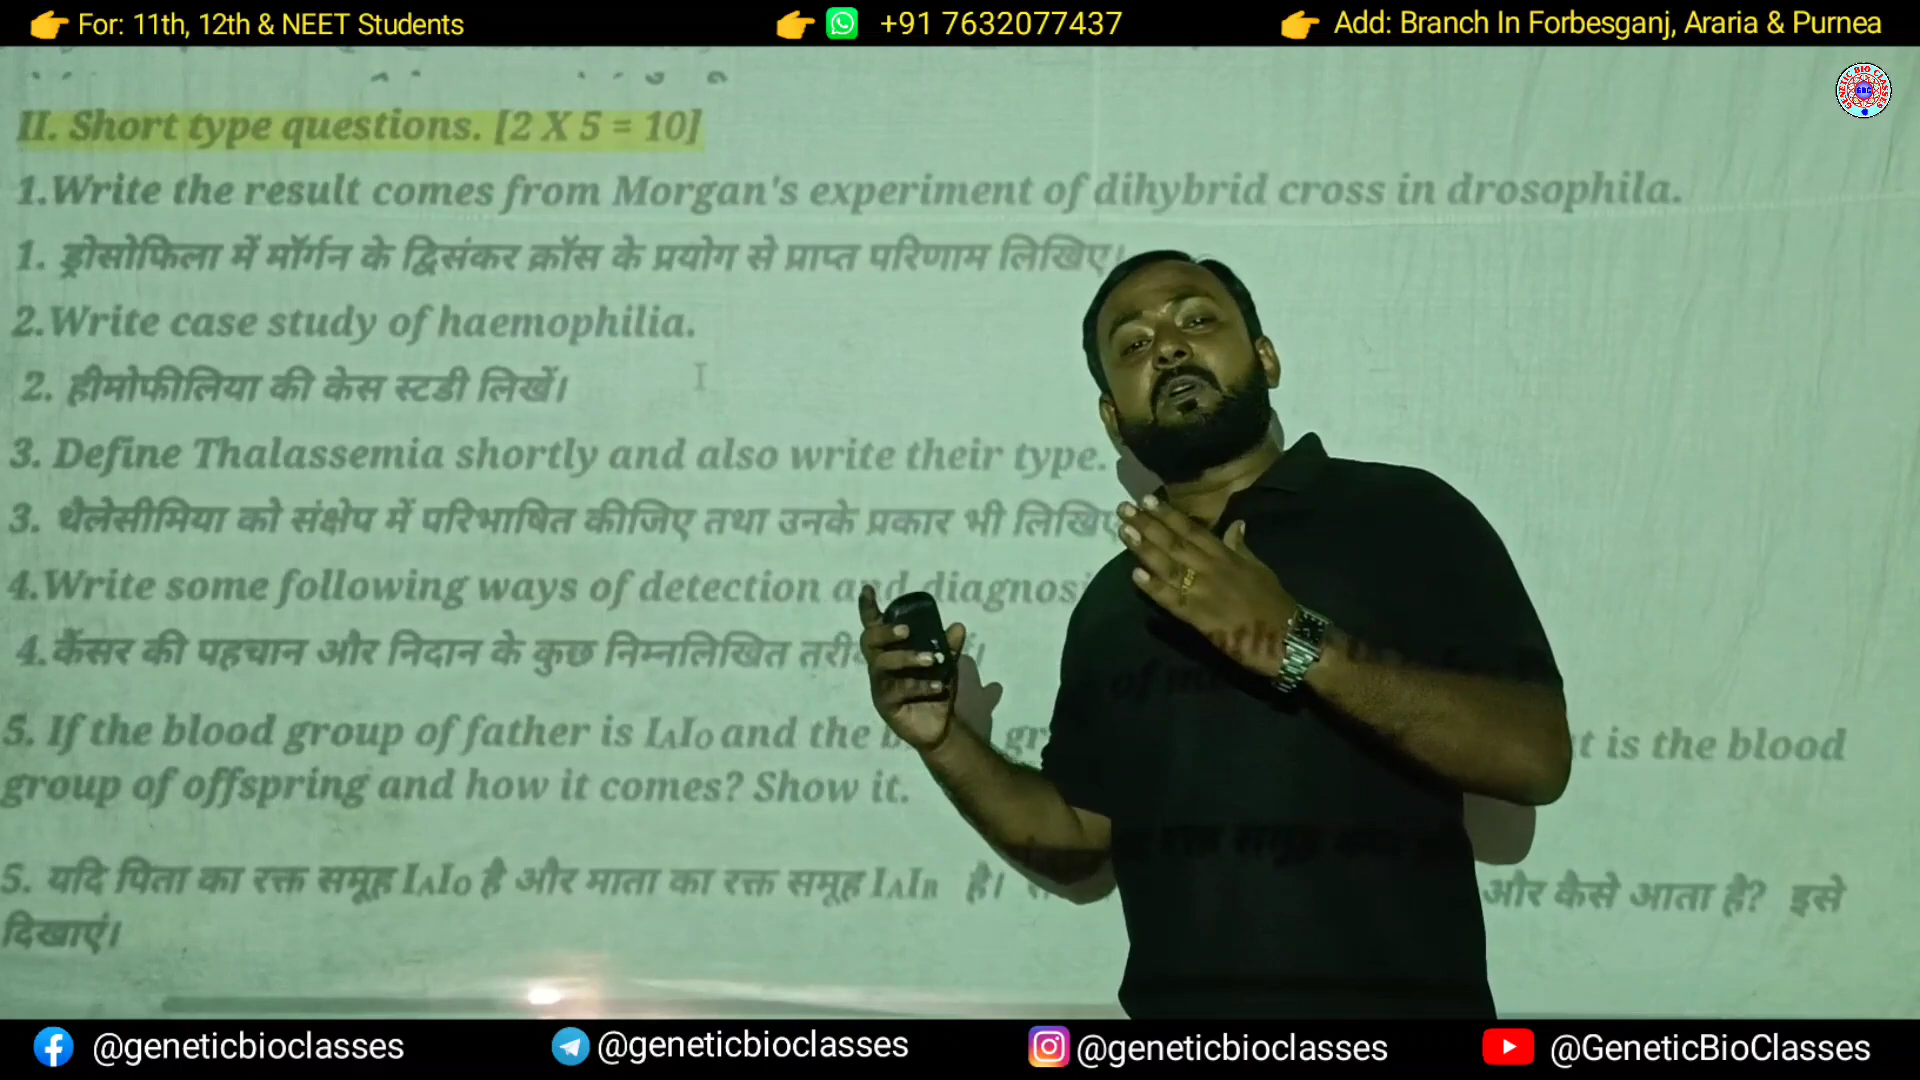 For: 11th, 12th & NEET Students
+91 7632077437
Add: Branch In Forbesganj, Araria & Purnea
GENETIC BIO CLASSES
GBC
II. Short type questions. [2 X 5 = 10]
1.Write the result comes from Morgan's experiment of dihybrid cross in drosophila.
1. ड्रोसोफिला में मॉर्गन के द्विसंकर क्रॉस के प्रयोग से प्राप्त परिणाम लिखिए।
2.Write case study of haemophilia.
2. हीमोफीलिया की केस स्टडी लिखें।
3. Define Thalassemia shortly and also write their type.
3. थैलेसीमिया को संक्षेप में परिभाषित कीजिए तथा उनके प्रकार भी लिखिए
4.Write some following ways of detection and
4.कैंसर की पहचान और निदान के कुछ निम्नलिखित
5. If the blood group of father is IAIO and the is the blood
group of offspring and how it comes? Show it.
5. यदि पिता का रक्त समूह IAIO है और माता का रक्त समूह IAIB है। और कैसे आता है? इसे
दिखाएं।
@geneticbioclasses
@geneticbioclasses
@geneticbioclasses
@GeneticBioClasses